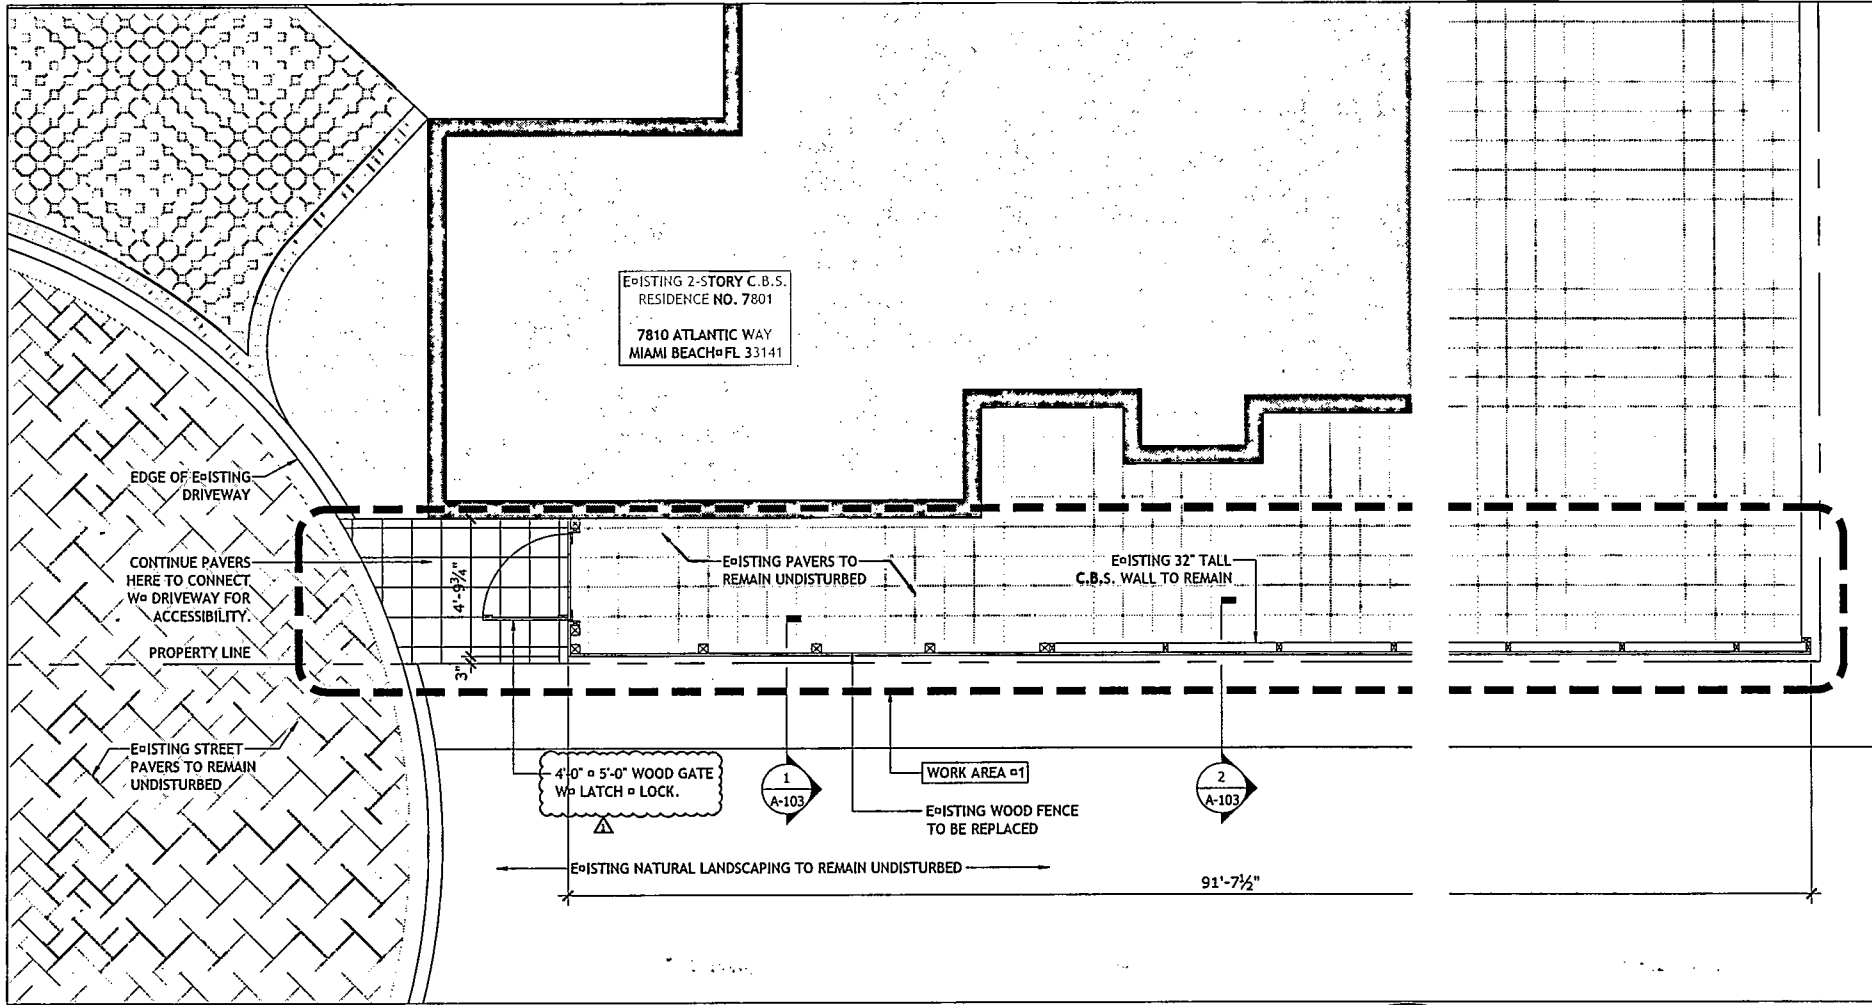 E¤ISTING 2-STORY C.B.S.
RESIDENCE NO. 7801
7810 ATLANTIC WAY
MIAMI BEACH¤FL 33141
EDGE OF E¤ISTING
DRIVEWAY
CONTINUE PAVERS
HERE TO CONNECT
W¤ DRIVEWAY FOR
ACCESSIBILITY.
PROPERTY LINE
4'-9¾"
3"
E¤ISTING PAVERS TO
REMAIN UNDISTURBED
E¤ISTING 32" TALL
C.B.S. WALL TO REMAIN
E¤ISTING STREET
PAVERS TO REMAIN
UNDISTURBED
4'-0" ¤ 5'-0" WOOD GATE
W¤ LATCH ¤ LOCK.
1
1
A-103
WORK AREA ¤1
2
A-103
E¤ISTING WOOD FENCE
TO BE REPLACED
E¤ISTING NATURAL LANDSCAPING TO REMAIN UNDISTURBED
91'-7½"